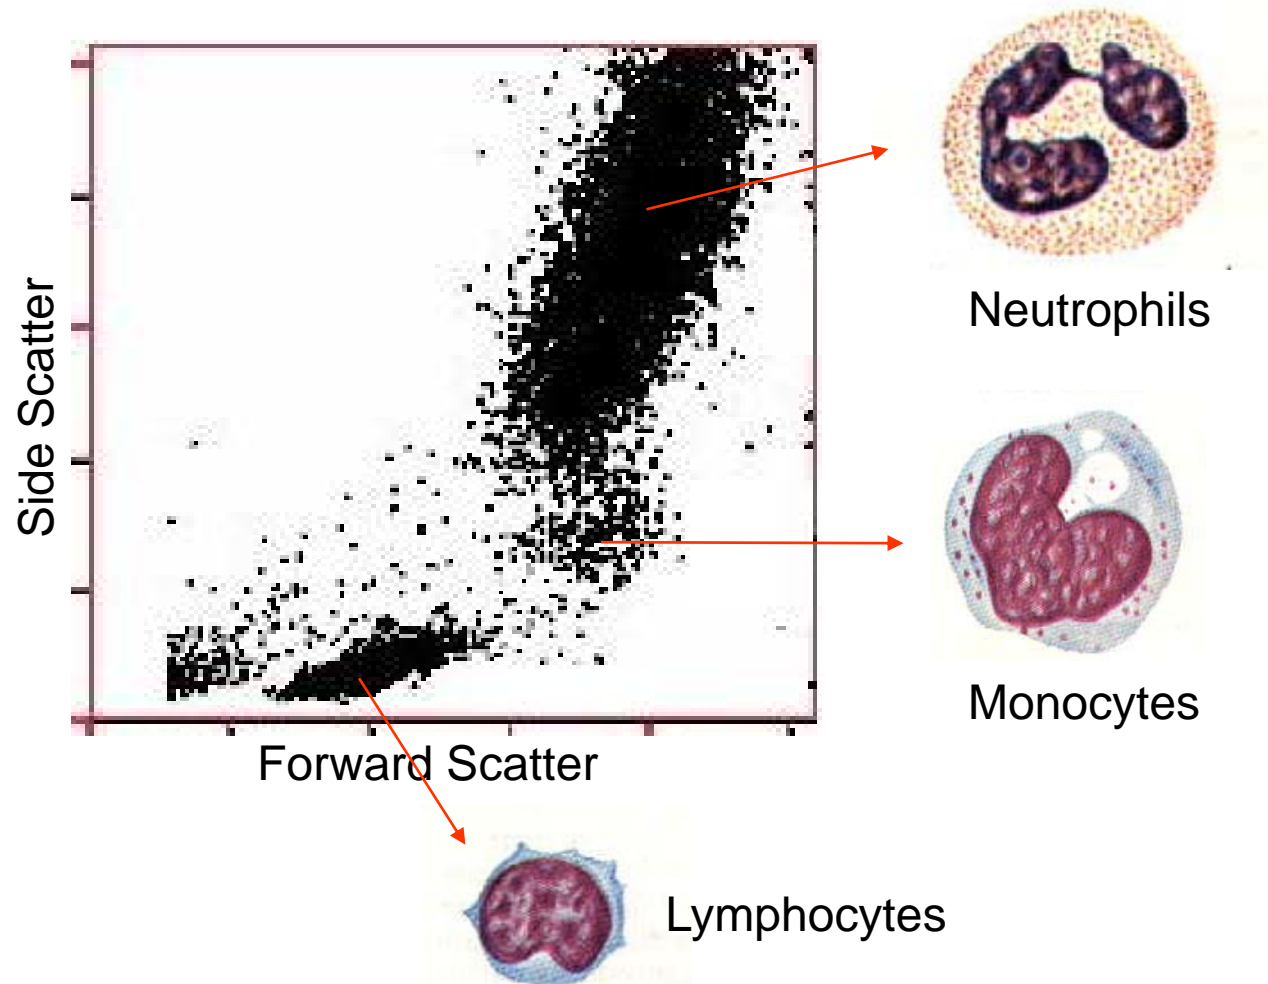 Side Scatter
Neutrophils
Monocytes
Forward Scatter
Lymphocytes